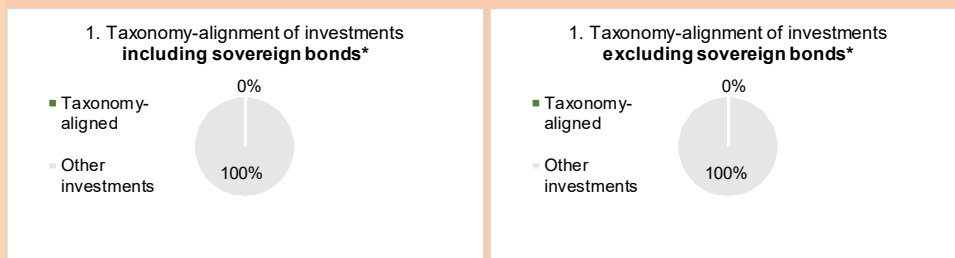 1. Taxonomy-alignment of investments
including sovereign bonds*
0%
Taxonomy-
aligned
Other
investments
100%
1. Taxonomy-alignment of investments
excluding sovereign bonds*
0%
Taxonomy-
aligned
Other
investments
100%